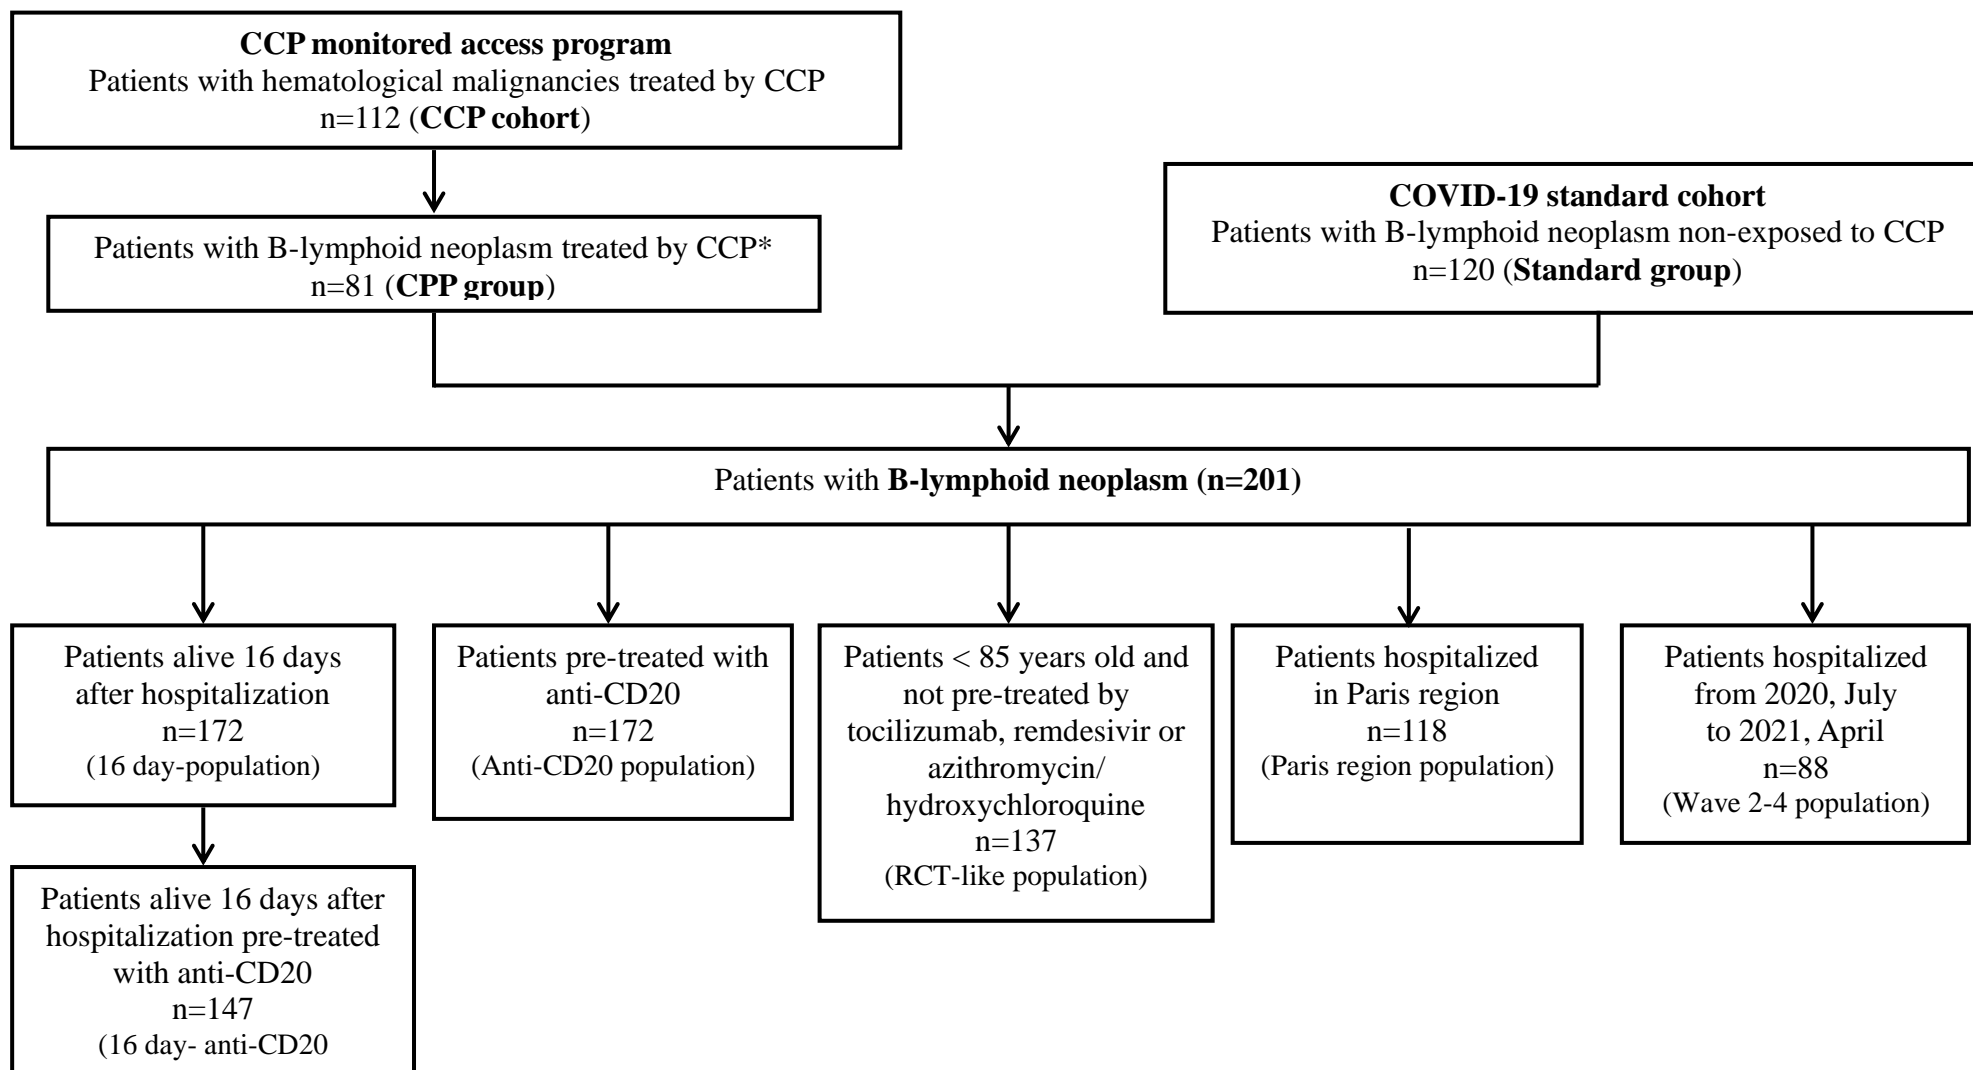 CCP monitored access program
Patients with hematological malignancies treated by CCP
n=112 (CCP cohort)
COVID-19 standard cohort
Patients with B-lymphoid neoplasm non-exposed to CCP
n=120 (Standard group)
Patients with B-lymphoid neoplasm treated by CCP*
n=81 (CPP group)
Patients with B-lymphoid neoplasm (n=201)
Patients alive 16 days
after hospitalization
n=172
(16 day-population)
Patients pre-treated with
anti-CD20
n=172
(Anti-CD20 population)
Patients < 85 years old and
not pre-treated by
tocilizumab, remdesivir or
azithromycin/
hydroxychloroquine
n=137
(RCT-like population)
Patients hospitalized
in Paris region
n=118
(Paris region population)
Patients hospitalized
from 2020, July
to 2021, April
n=88
(Wave 2-4 population)
Patients alive 16 days after
hospitalization pre-treated
with anti-CD20
n=147
(16 day- anti-CD20